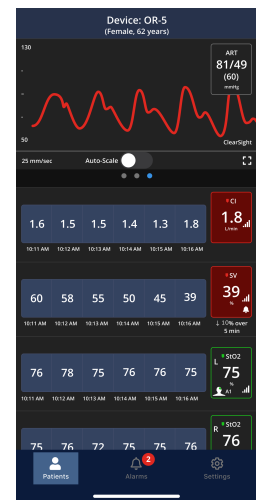 Device: OR-5
(Female, 62 years)
130
ART
81/49
(60)
mmHg
50
ClearSight
25 mm/sec
Auto-Scale
1.6 1.5 1.5 1.4 1.3 1.8
10:11 AM 10:12 AM 10:13 AM 10:14 AM 10:15 AM 10:16 AM
CI
1.8
L/min
60 58 55 50 45 39
10:11 AM 10:12 AM 10:13 AM 10:14 AM 10:15 AM 10:16 AM
SV
39
%
↓ 10% over
5 min
76 78 75 76 76 75
10:11 AM 10:12 AM 10:13 AM 10:14 AM 10:15 AM 10:16 AM
L StO2
75
%
A1
75 76 72 75 75 76
R StO2
76
2
Patients
Alarms
Settings